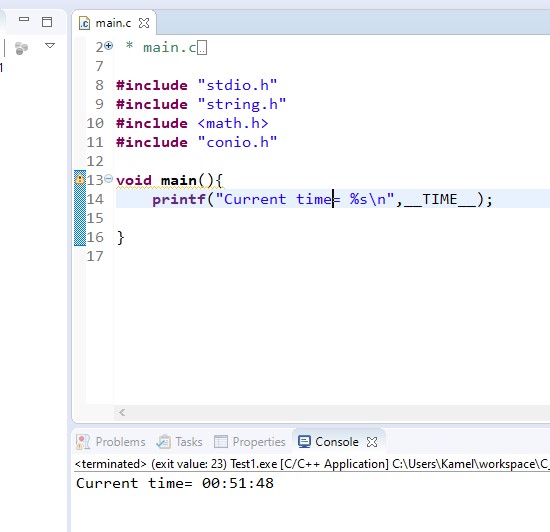 main.c
1
2 * main.c
7
8 #include "stdio.h"
9 #include "string.h"
10 #include <math.h>
11 #include "conio.h"
12
13 void main(){
14 printf("Current time= %s\n",__TIME__);
15
16 }
17
Problems Tasks Properties Console
<terminated> (exit value: 23) Test1.exe [C/C++ Application] C:\Users\Kamel\workspace\C_
Current time= 00:51:48